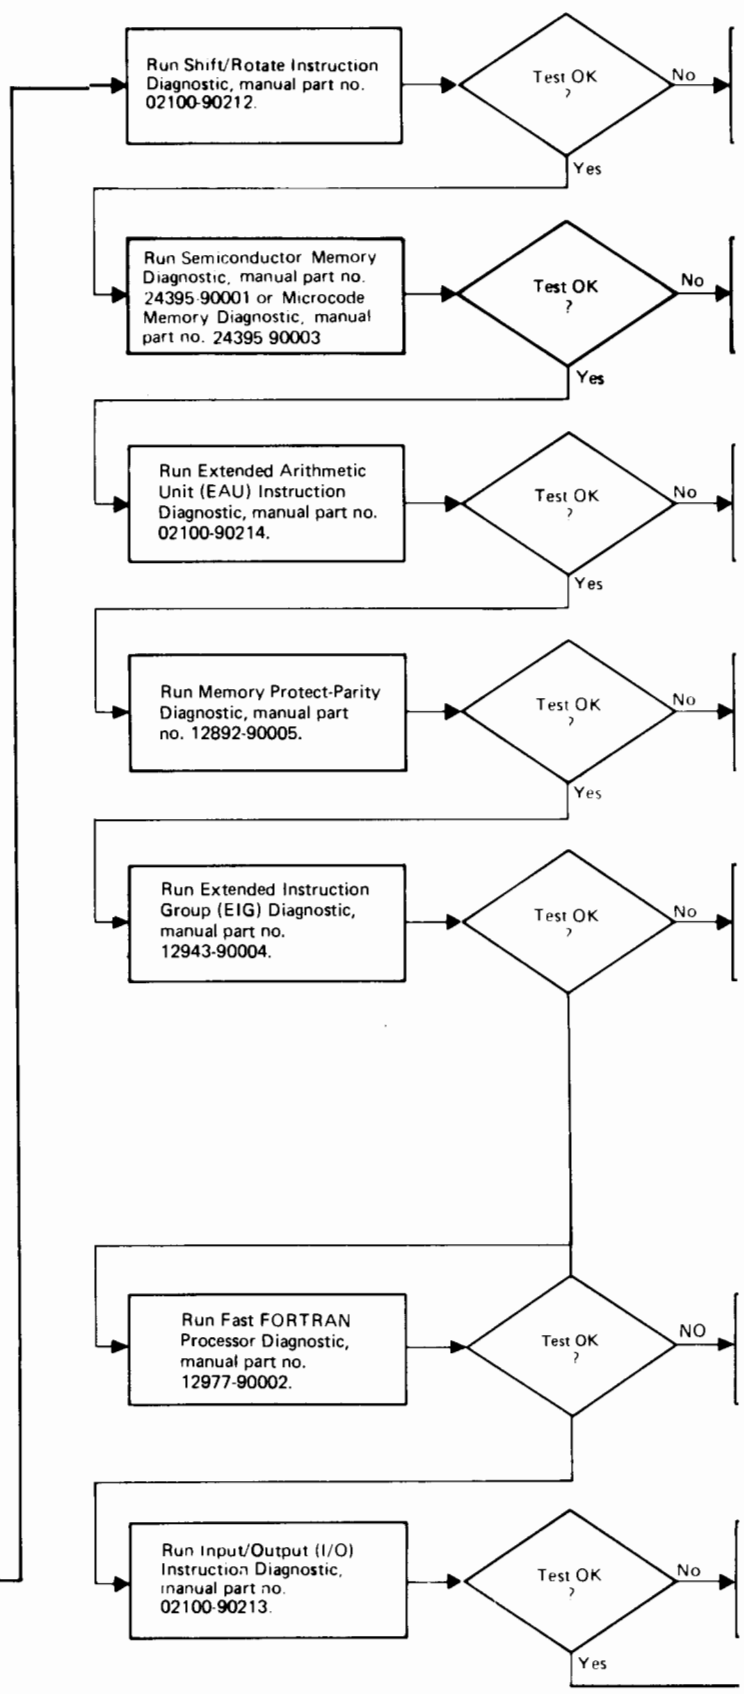 Run Shift/Rotate Instruction
Diagnostic, manual part no.
02100-90212.
Test OK
?
No
Yes
Run Semiconductor Memory
Diagnostic, manual part no.
24395-90001 or Microcode
Memory Diagnostic, manual
part no. 24395 90003
Test OK
?
No
Yes
Run Extended Arithmetic
Unit (EAU) Instruction
Diagnostic, manual part no.
02100-90214.
Test OK
?
No
Yes
Run Memory Protect-Parity
Diagnostic, manual part
no. 12892-90005.
Test OK
?
No
Yes
Run Extended Instruction
Group (EIG) Diagnostic,
manual part no.
12943-90004.
Test OK
?
No
Run Fast FORTRAN
Processor Diagnostic,
manual part no.
12977-90002.
Test OK
?
NO
Run Input/Output (I/O)
Instruction Diagnostic,
manual part no.
02100-90213.
Test OK
?
No
Yes